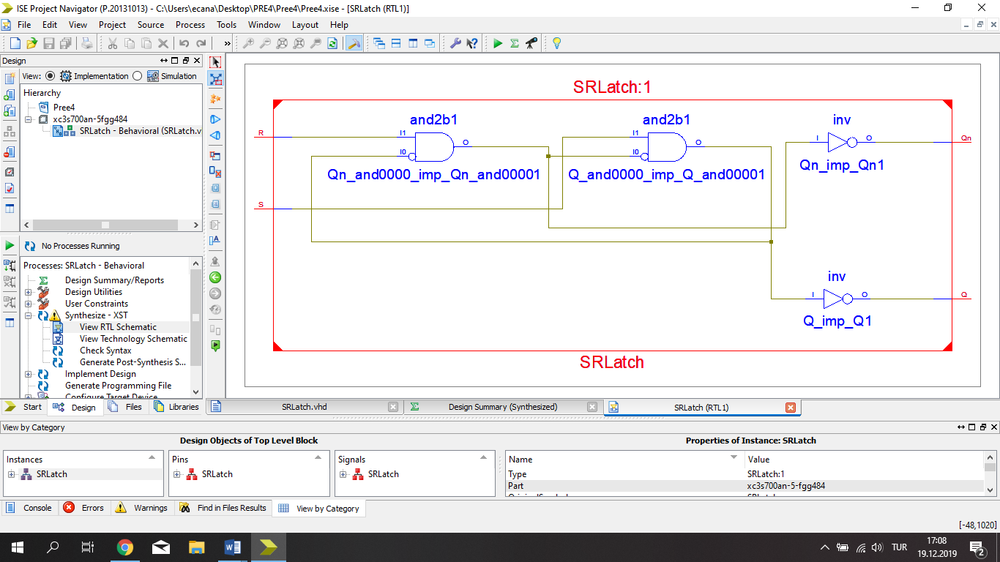 ISE Project Navigator (P.20131013) - C:\Users\ecana\Desktop\PRE4\Pree4\Pree4.xise - [SRLatch (RTL1)]
File Edit View Project Source Process Tools Window Layout Help
»
Design
View: Implementation Simulation
Hierarchy
Pree4
xc3s700an-5fgg484
SRLatch - Behavioral (SRLatch.v
No Processes Running
Processes: SRLatch - Behavioral
Design Summary/Reports
Design Utilities
User Constraints
Synthesize - XST
View RTL Schematic
View Technology Schematic
Check Syntax
Generate Post-Synthesis S...
Implement Design
Generate Programming File
Configure Target Device
Start Design Files Libraries
SRLatch:1
and2b1 and2b1 inv
R I1 O I1 O I O Qn
I0 I0
Qn_and0000_imp_Qn_and00001 Q_and0000_imp_Q_and00001 Qn_imp_Qn1
S
inv
I O Q
Q_imp_Q1
SRLatch
SRLatch.vhd Design Summary (Synthesized) SRLatch (RTL1)
View by Category
Design Objects of Top Level Block Properties of Instance: SRLatch
Instances Pins Signals Name Value
SRLatch SRLatch SRLatch Type SRLatch:1
Part xc3s700an-5-fgg484
Console Errors Warnings Find in Files Results View by Category
[-48,1020]
TUR 17:08
19.12.2019 2